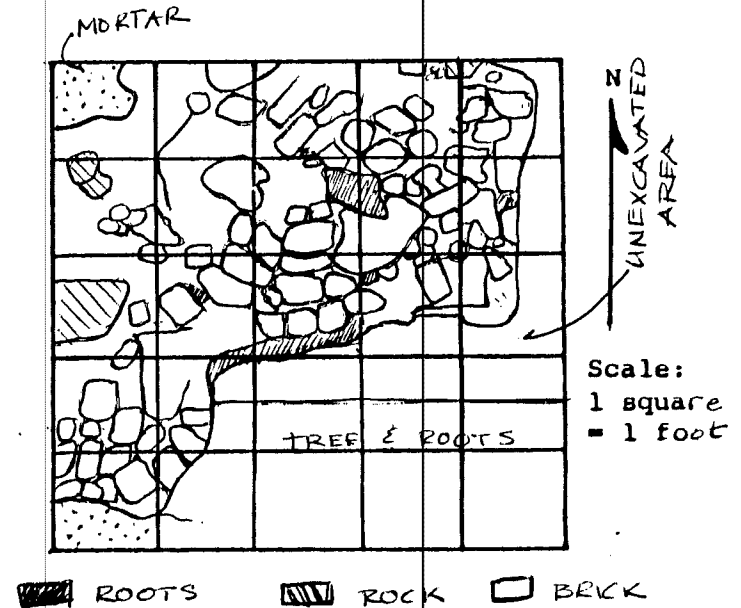 MORTAR
N
UNEXCAVATED
AREA
Scale:
1 square
= 1 foot
TREE & ROOTS
ROOTS
ROCK
BRICK